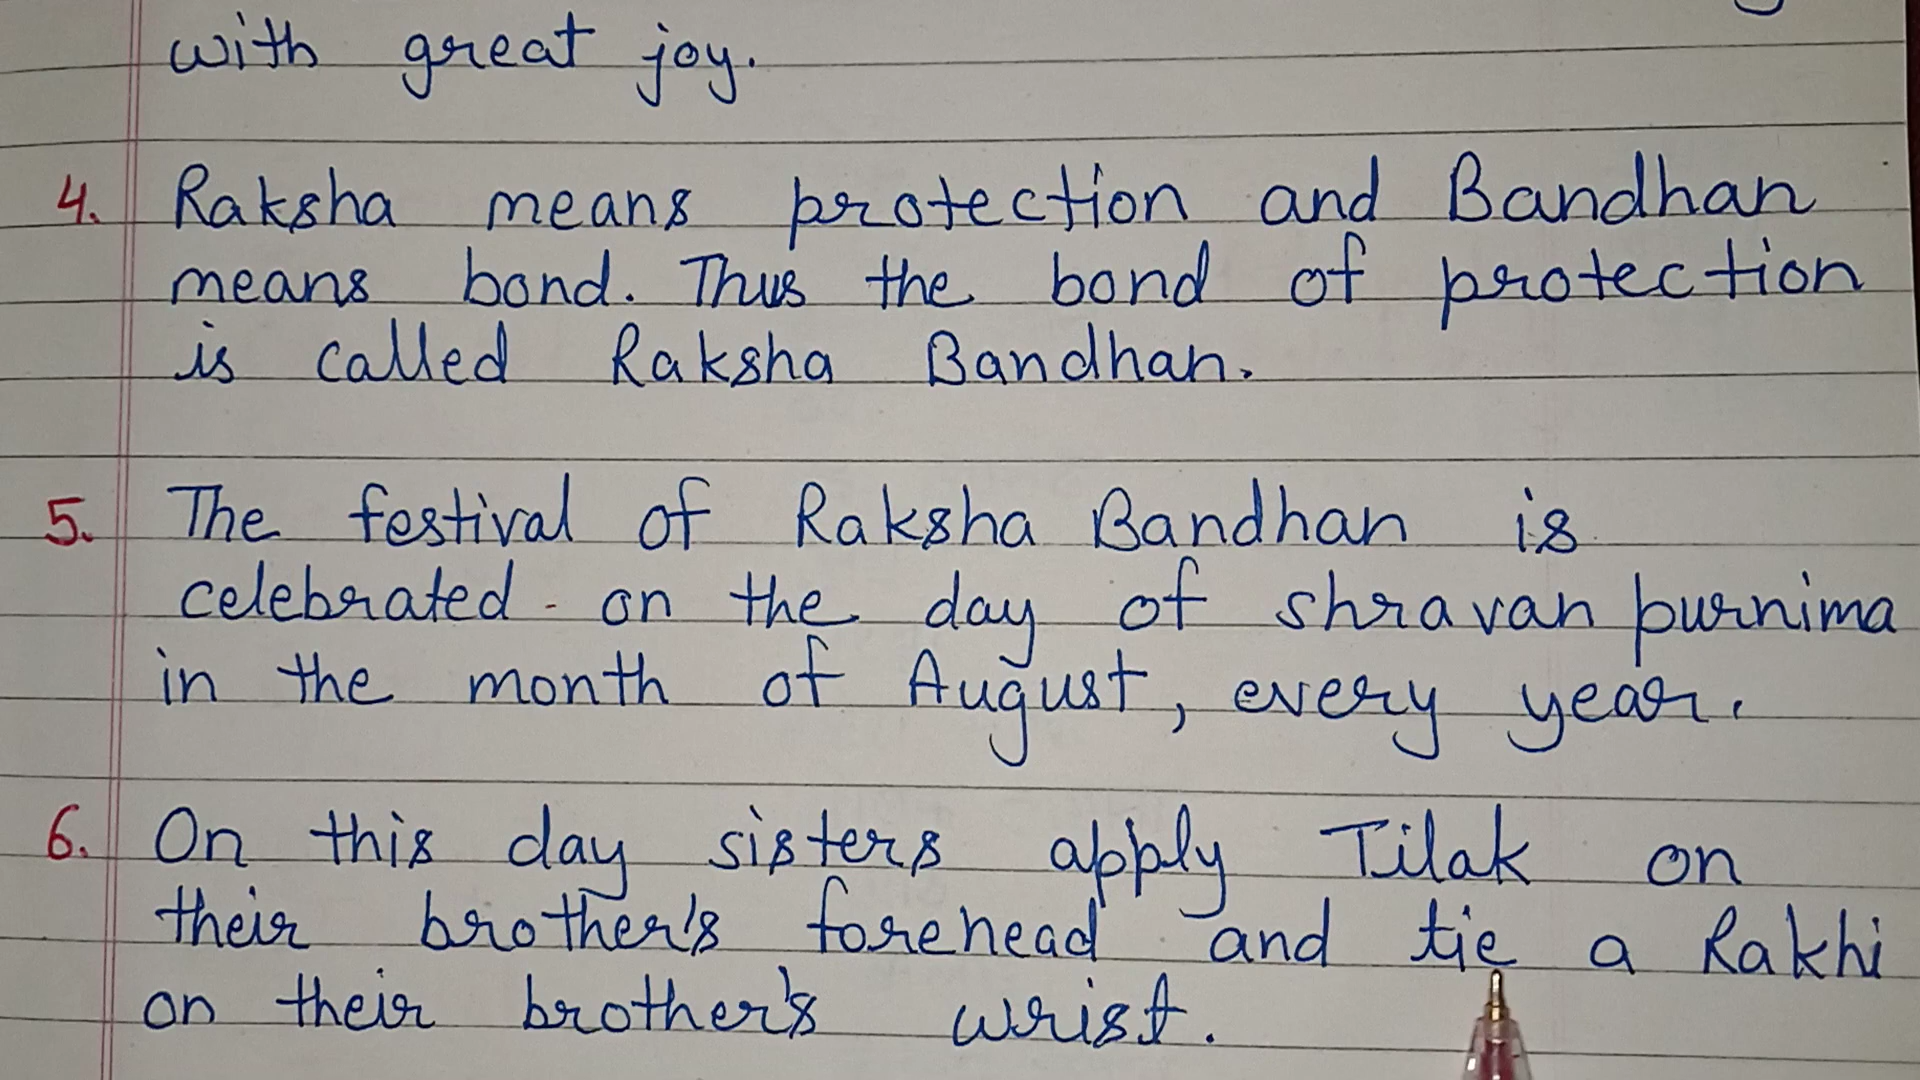 with great joy.
4. Raksha means protection and Bandhan
means bond. Thus the bond of protection
is called Raksha Bandhan.
5. The festival of Raksha Bandhan is
celebrated on the day of shravan purnima
in the month of August, every year.
6. On this day sisters apply Tilak on
their brother's forehead and tie a Rakhi
on their brother's wrist.